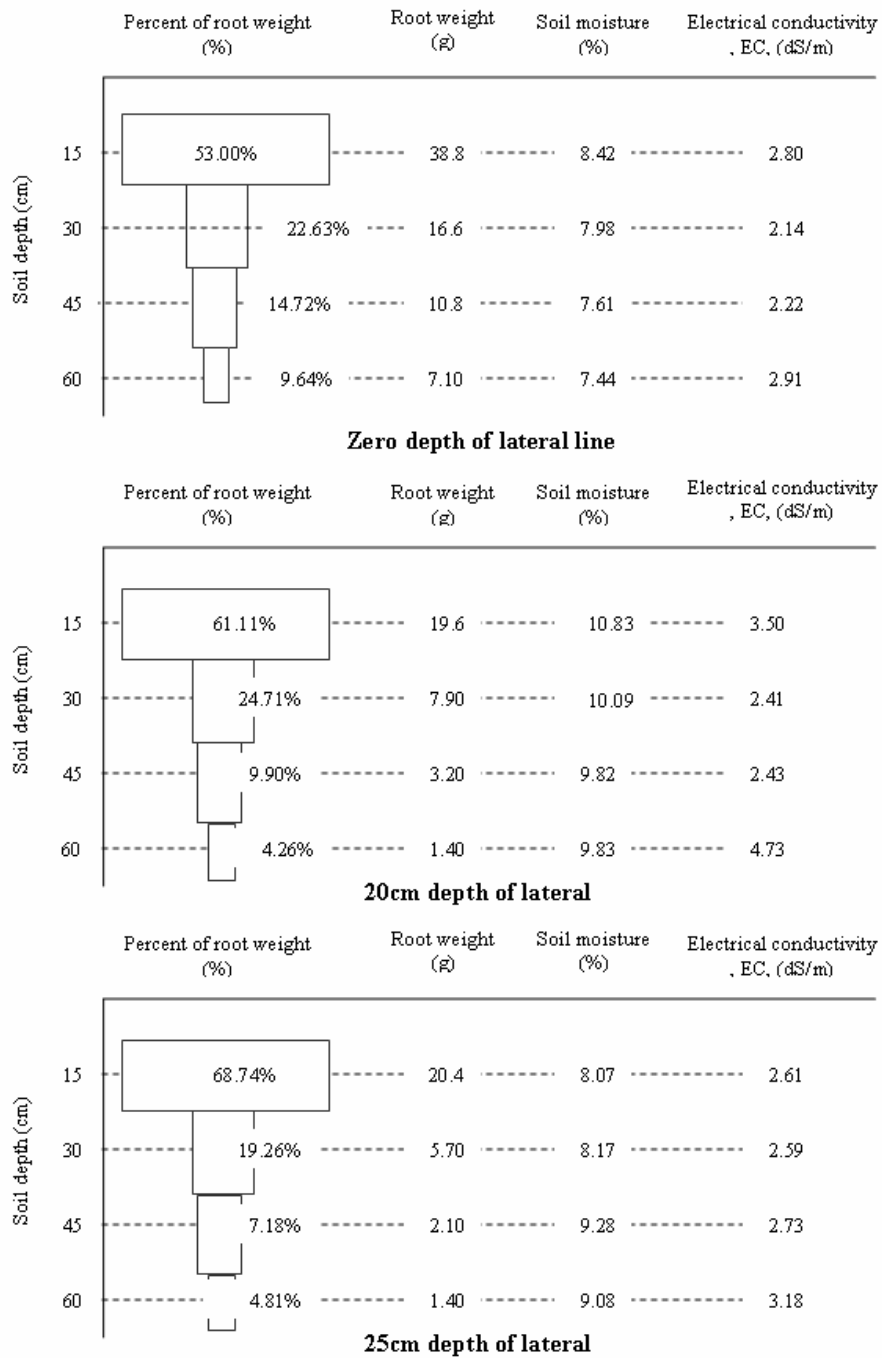 Percent of root weight (%) Root weight (g) Soil moisture (%) Electrical conductivity , EC, (dS/m)
Soil depth (cm)
15 53.00% 38.8 8.42 2.80
30 22.63% 16.6 7.98 2.14
45 14.72% 10.8 7.61 2.22
60 9.64% 7.10 7.44 2.91
Zero depth of lateral line
Percent of root weight (%) Root weight (g) Soil moisture (%) Electrical conductivity , EC, (dS/m)
Soil depth (cm)
15 61.11% 19.6 10.83 3.50
30 24.71% 7.90 10.09 2.41
45 9.90% 3.20 9.82 2.43
60 4.26% 1.40 9.83 4.73
20cm depth of lateral
Percent of root weight (%) Root weight (g) Soil moisture (%) Electrical conductivity , EC, (dS/m)
Soil depth (cm)
15 68.74% 20.4 8.07 2.61
30 19.26% 5.70 8.17 2.59
45 7.18% 2.10 9.28 2.73
60 4.81% 1.40 9.08 3.18
25cm depth of lateral